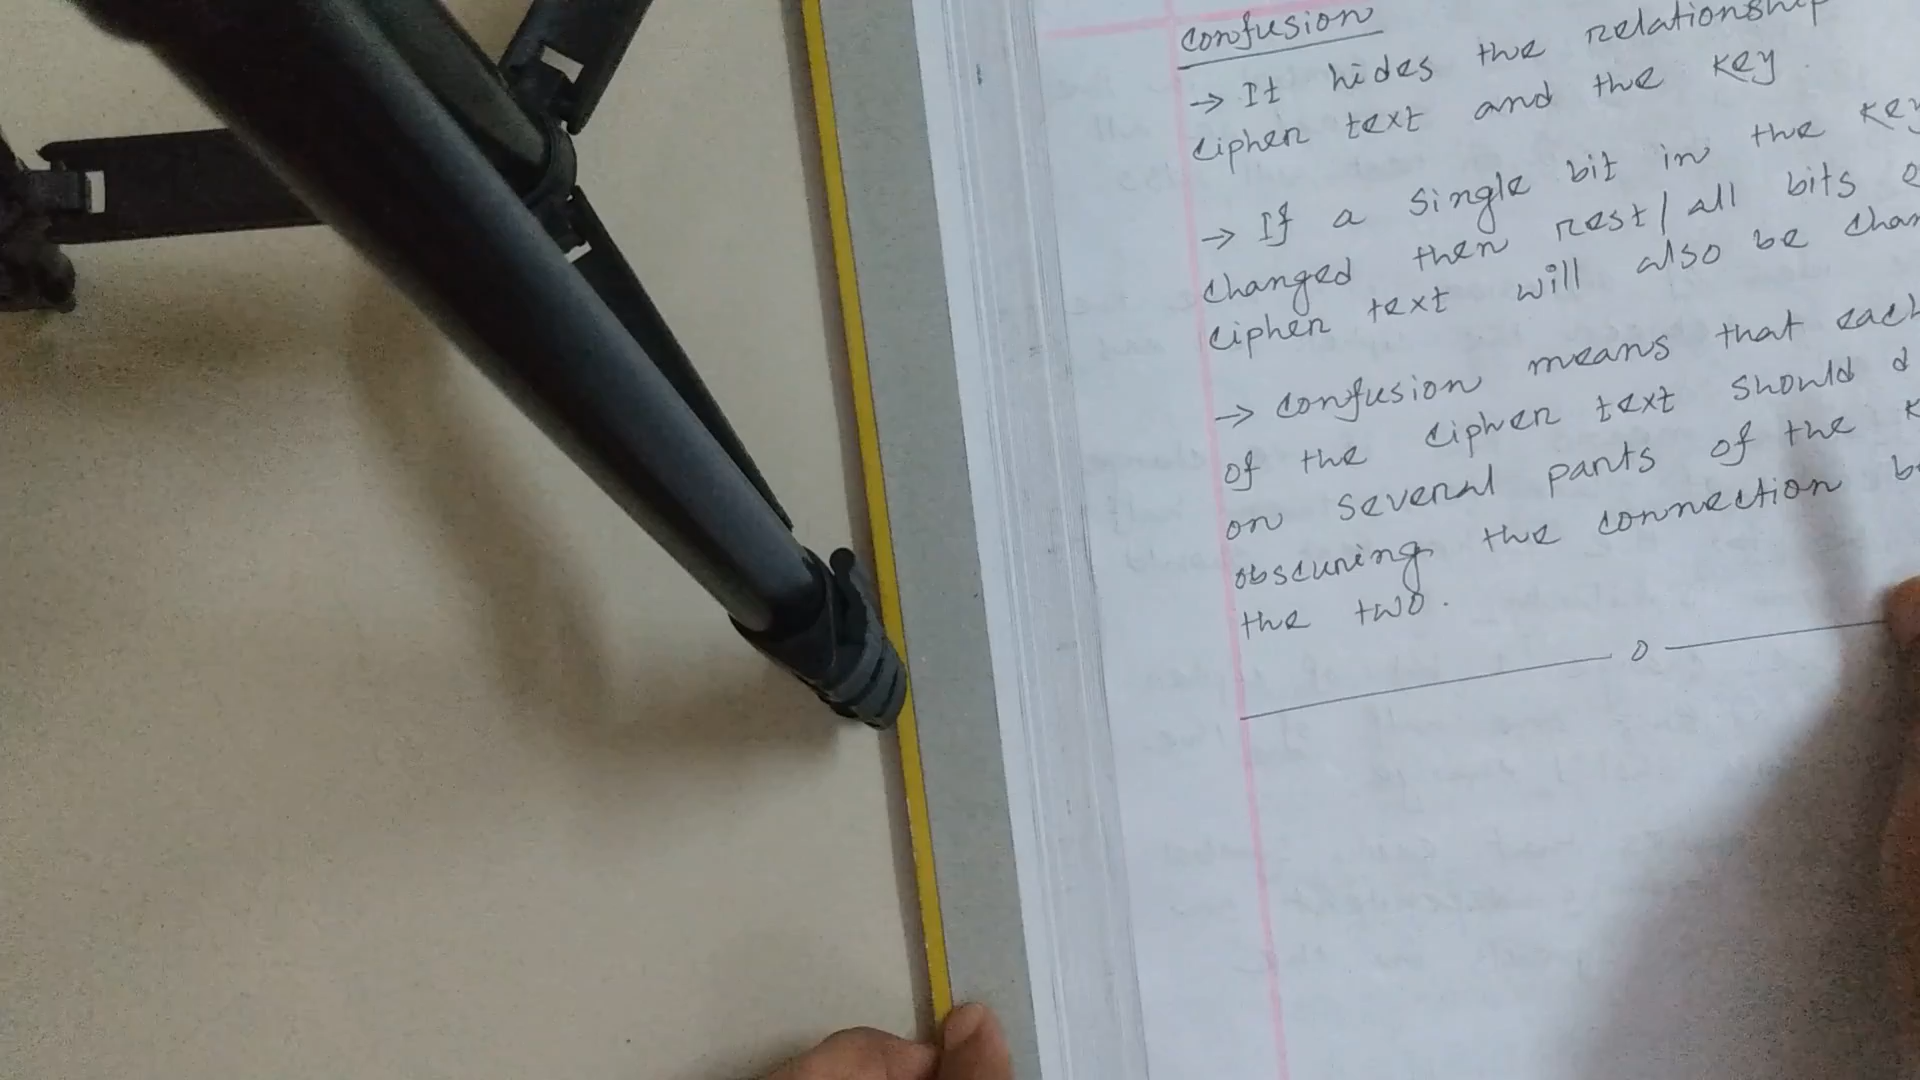 confusion
→ It hides the relationship
cipher text and the key
→ If a single bit in the key
changed then rest/all bits
cipher text will also be
→ confusion means that each
of the cipher text should
on several parts of the
obscuring the connection
the two.